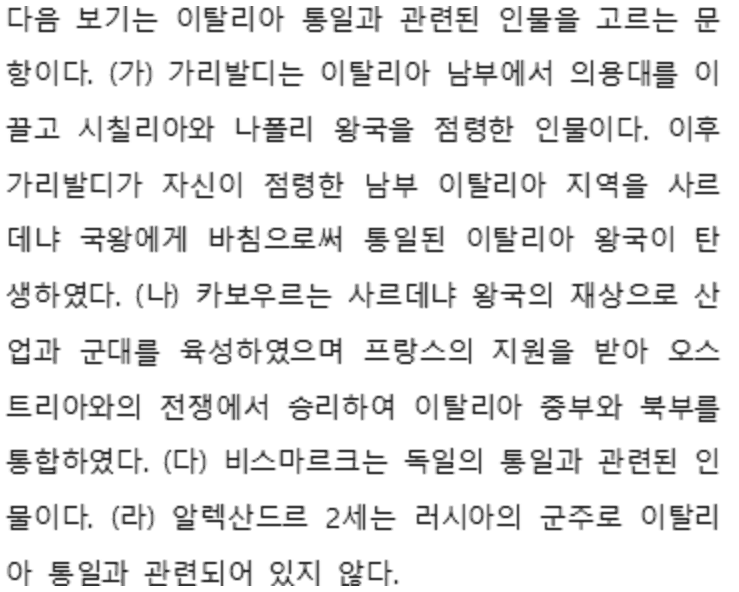 다음 보기는 이탈리아 통일과 관련된 인물을 고르는 문
항이다. (가) 가리발디는 이탈리아 남부에서 의용대를 이
끌고 시칠리아와 나폴리 왕국을 점령한 인물이다. 이후
가리발디가 자신이 점령한 남부 이탈리아 지역을 사르
데냐 국왕에게 바침으로써 통일된 이탈리아 왕국이 탄
생하였다. (나) 카보우르는 사르데냐 왕국의 재상으로 산
업과 군대를 육성하였으며 프랑스의 지원을 받아 오스
트리아와의 전쟁에서 승리하여 이탈리아 중부와 북부를
통합하였다. (다) 비스마르크는 독일의 통일과 관련된 인
물이다. (라) 알렉산드르 2세는 러시아의 군주로 이탈리
아 통일과 관련되어 있지 않다.